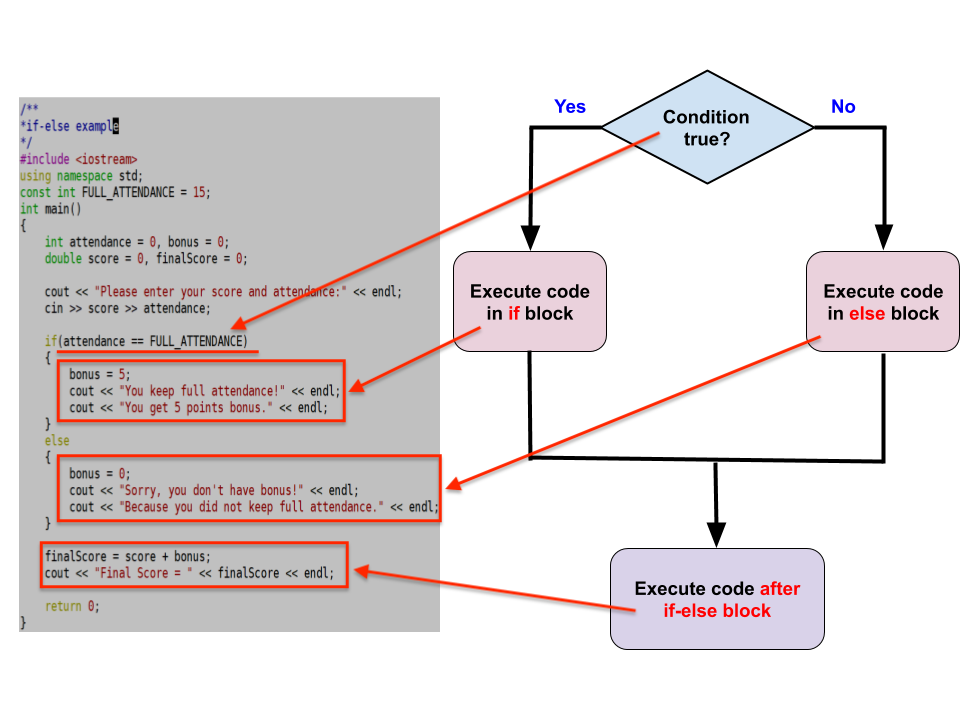 /**
*if-else example
*/
#include <iostream>
using namespace std;
const int FULL_ATTENDANCE = 15;
int main()
{
    int attendance = 0, bonus = 0;
    double score = 0, finalScore = 0;

    cout << "Please enter your score and attendance:" << endl;
    cin >> score >> attendance;

    if(attendance == FULL_ATTENDANCE)
    {
       bonus = 5;
       cout << "You keep full attendance!" << endl;
       cout << "You get 5 points bonus." << endl;
    }
    else
    {
       bonus = 0;
       cout << "Sorry, you don't have bonus!" << endl;
       cout << "Because you did not keep full attendance." << endl;
    }

    finalScore = score + bonus;
    cout << "Final Score = " << finalScore << endl;

    return 0;
}
Condition
true?
Yes
No
Execute code
in if block
Execute code
in else block
Execute code after
if-else block